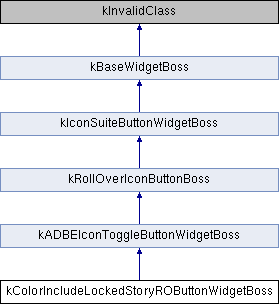 kInvalidClass
kBaseWidgetBoss
kIconSuiteButtonWidgetBoss
kRollOverIconButtonBoss
kADBEIconToggleButtonWidgetBoss
kColorIncludeLockedStoryROButtonWidgetBoss